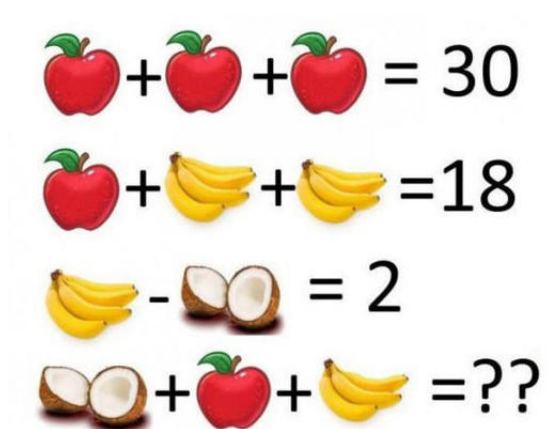 + + = 30
+ + =18
- = 2
+ + =??